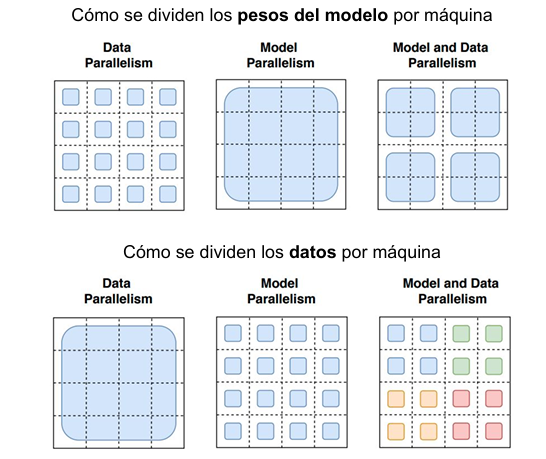 Cómo se dividen los pesos del modelo por máquina
Data
Parallelism
Model
Parallelism
Model and Data
Parallelism
Cómo se dividen los datos por máquina
Data
Parallelism
Model
Parallelism
Model and Data
Parallelism